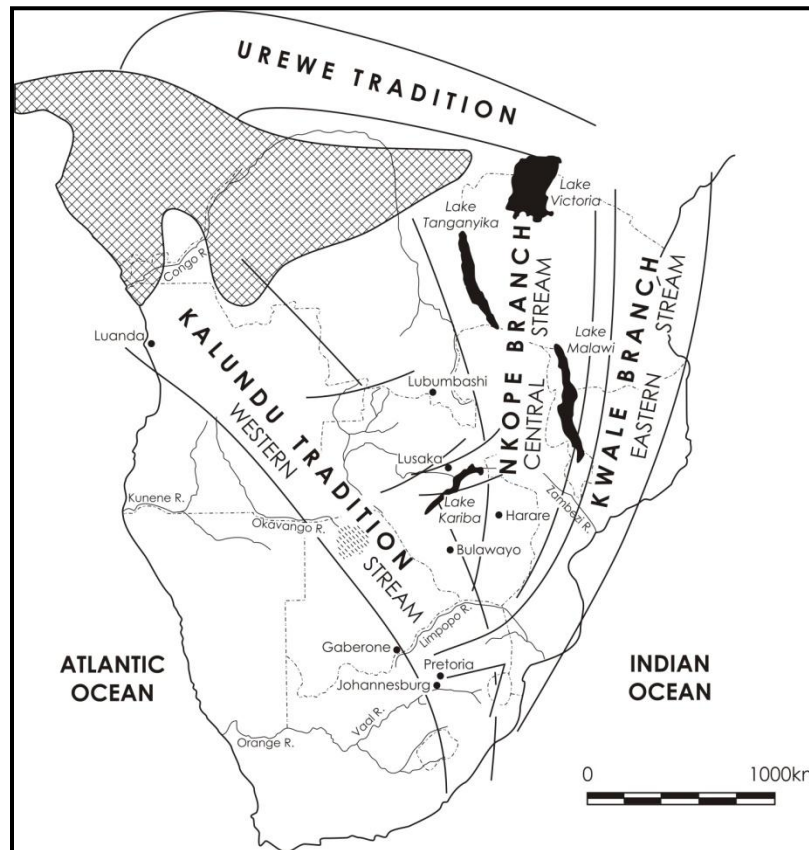 UREWE TRADITION
Lake
Victoria
Lake
Tanganyika
Congo R.
NKOPE BRANCH
CENTRAL STREAM
KWALE BRANCH
EASTERN STREAM
Lake
Malawi
Luanda
KALUNDU TRADITION
WESTERN STREAM
Lubumbashi
Lusaka
Lake
Kariba
Zambezi R.
Kunene R.
Okavango R.
Harare
Bulawayo
Limpopo R.
Gaberone
ATLANTIC
OCEAN
Pretoria
Johannesburg
INDIAN
OCEAN
Vaal R.
Orange R.
0 1000km